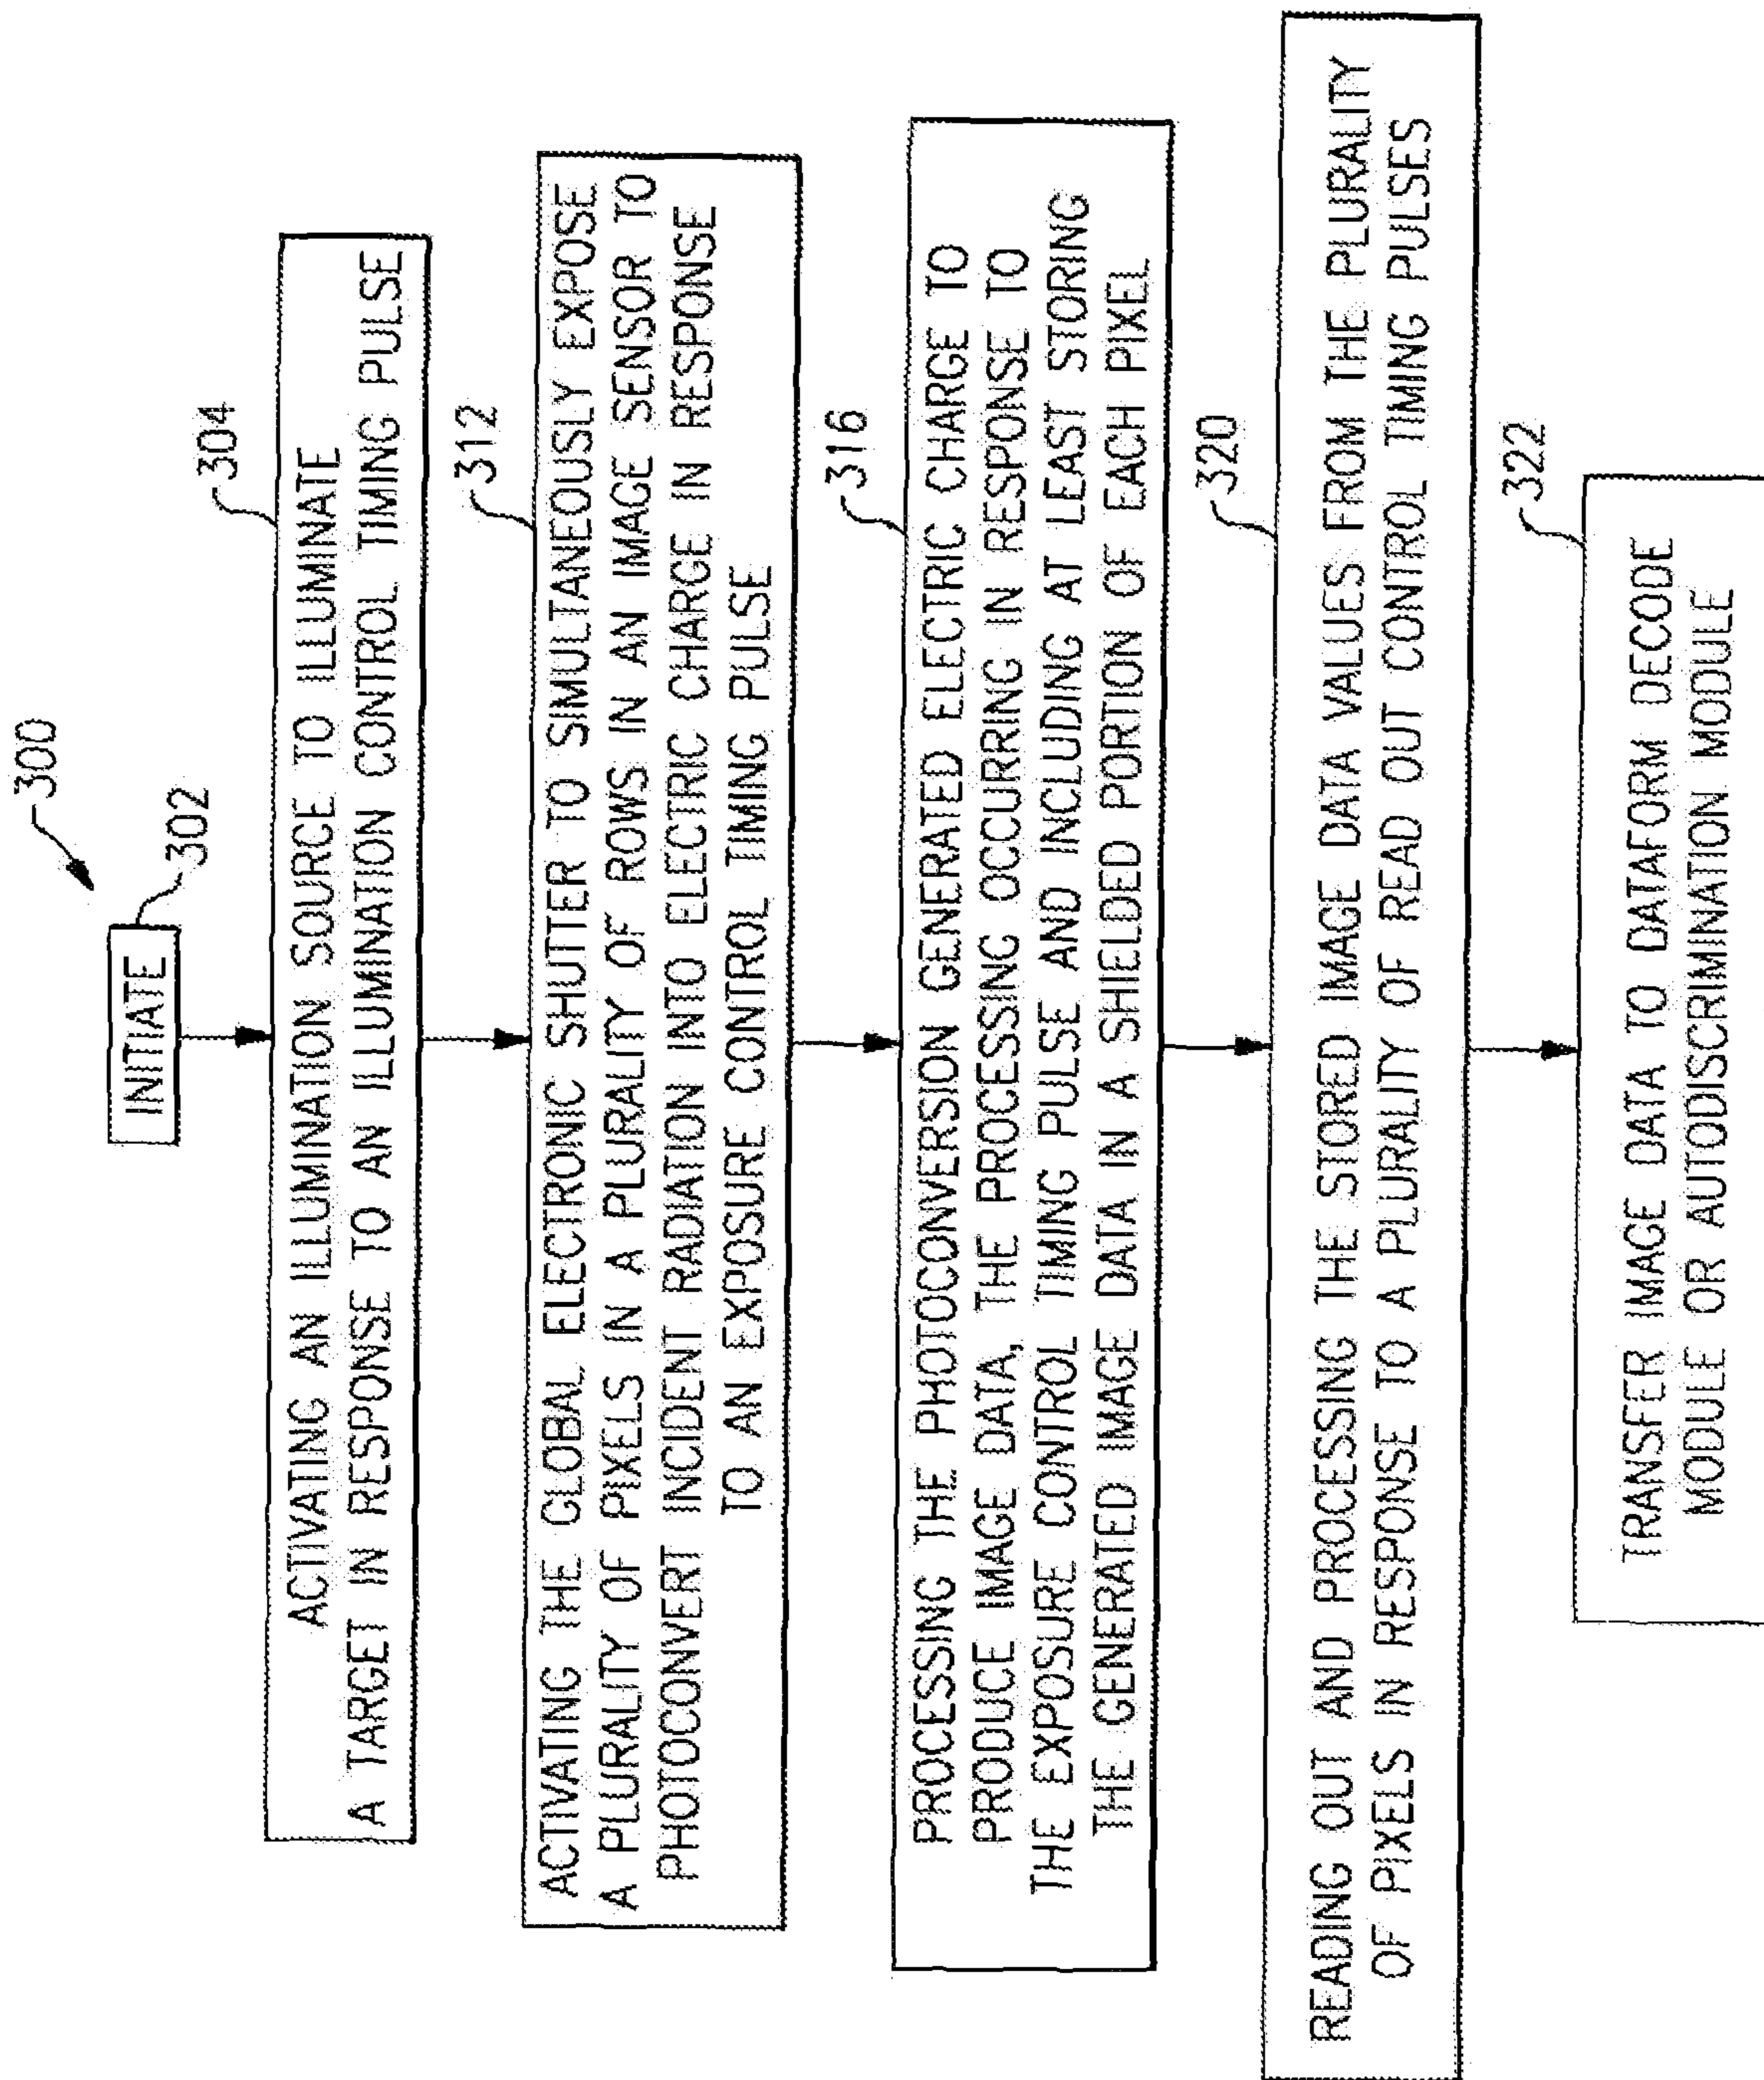 300
INITIATE
302
304
ACTIVATING AN ILLUMINATION SOURCE TO ILLUMINATE
A TARGET IN RESPONSE TO AN ILLUMINATION CONTROL TIMING PULSE
312
ACTIVATING THE GLOBAL ELECTRONIC SHUTTER TO SIMULTANEOUSLY EXPOSE
A PLURALITY OF PIXELS IN A PLURALITY OF ROWS IN AN IMAGE SENSOR TO
PHOTOCONVERT INCIDENT RADIATION INTO ELECTRIC CHARGE IN RESPONSE
TO AN EXPOSURE CONTROL TIMING PULSE
316
PROCESSING THE PHOTOCONVERSION GENERATED ELECTRIC CHARGE TO
PRODUCE IMAGE DATA, THE PROCESSING OCCURRING IN RESPONSE TO
THE EXPOSURE CONTROL TIMING PULSE AND INCLUDING AT LEAST STORING
THE GENERATED IMAGE DATA IN A SHIELDED PORTION OF EACH PIXEL
320
READING OUT AND PROCESSING THE STORED IMAGE DATA VALUES FROM THE PLURALITY
OF PIXELS IN RESPONSE TO A PLURALITY OF READ OUT CONTROL TIMING PULSES
322
TRANSFER IMAGE DATA TO DATAFORM DECODE
MODULE OR AUTODISCRIMINATION MODULE